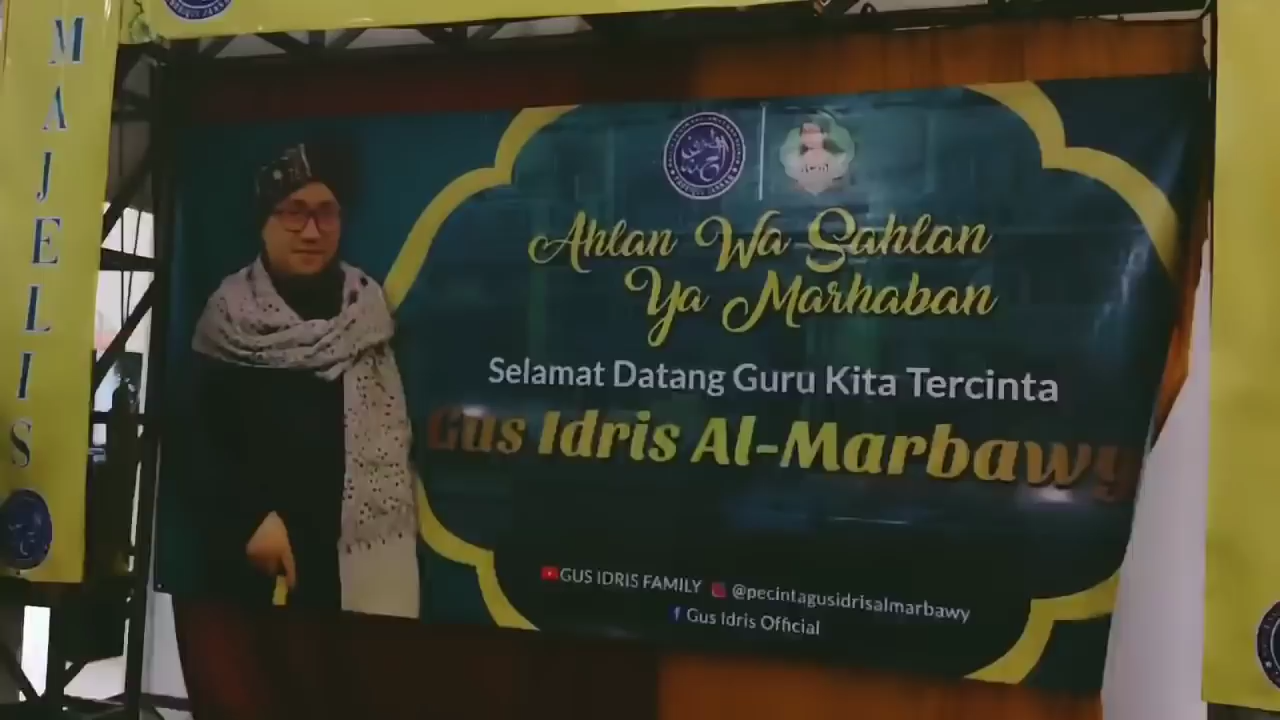 MAJELIS
Ahlan Wa Sahlan
Ya Marhaban
Selamat Datang Guru Kita Tercinta
Gus Idris Al-Marbawy
GUS IDRIS FAMILY @pecintagusidrisalmarbawy
Gus Idris Official